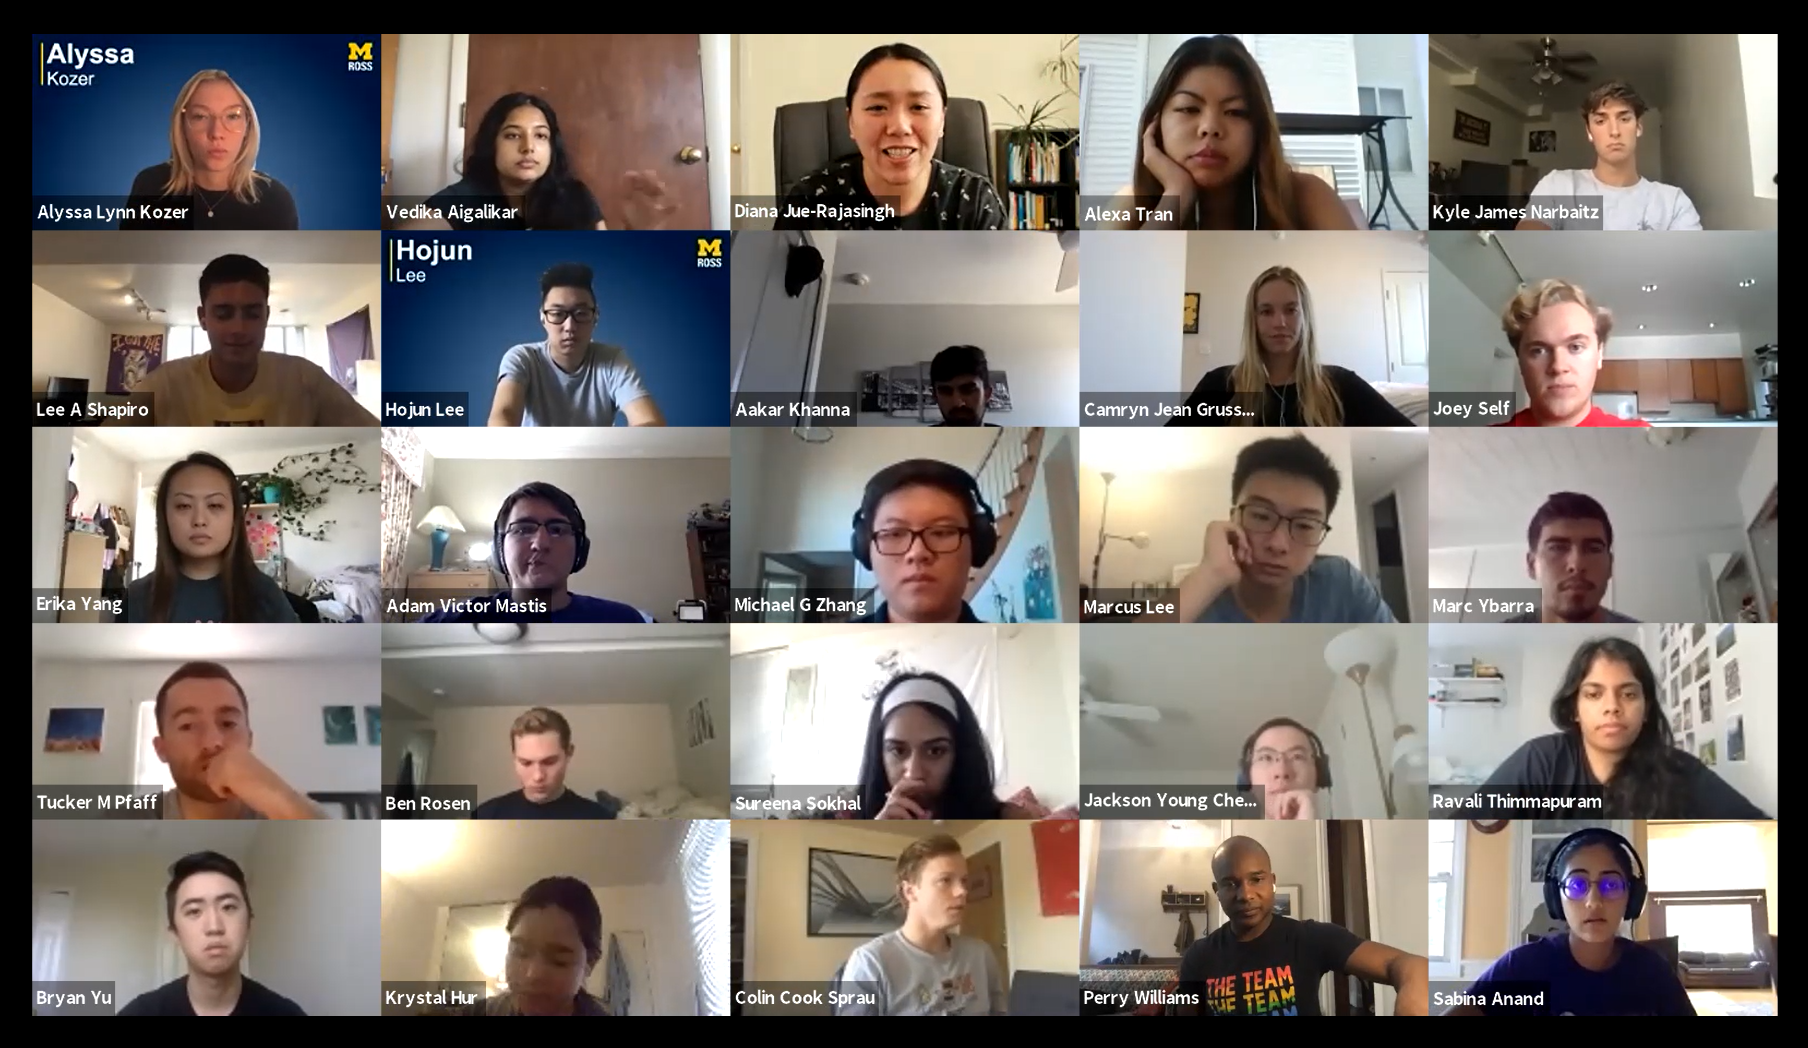 Alyssa
Kozer
M
ROSS
Alyssa Lynn Kozer
Vedika Aigalikar
Diana Jue-Rajasingh
Alexa Tran
Kyle James Narbaitz
Lee A Shapiro
Hojun
Lee
M
ROSS
Hojun Lee
Aakar Khanna
Camryn Jean Gruss...
Joey Self
Erika Yang
Adam Victor Mastis
Michael G Zhang
Marcus Lee
Marc Ybarra
Tucker M Pfaff
Ben Rosen
Sureena Sokhal
Jackson Young Che...
Ravali Thimmapuram
Bryan Yu
Krystal Hur
Colin Cook Sprau
Perry Williams
THE TEAM
THE TEAM
Sabina Anand